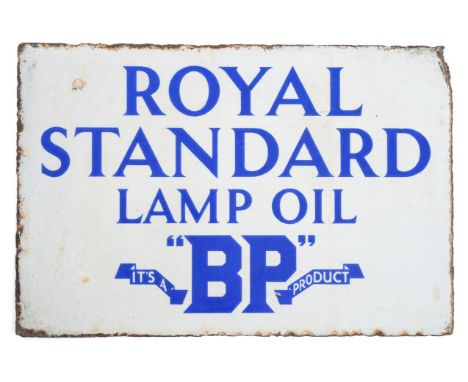 ROYAL
STANDARD
LAMP OIL
"BP"
IT'S A PRODUCT